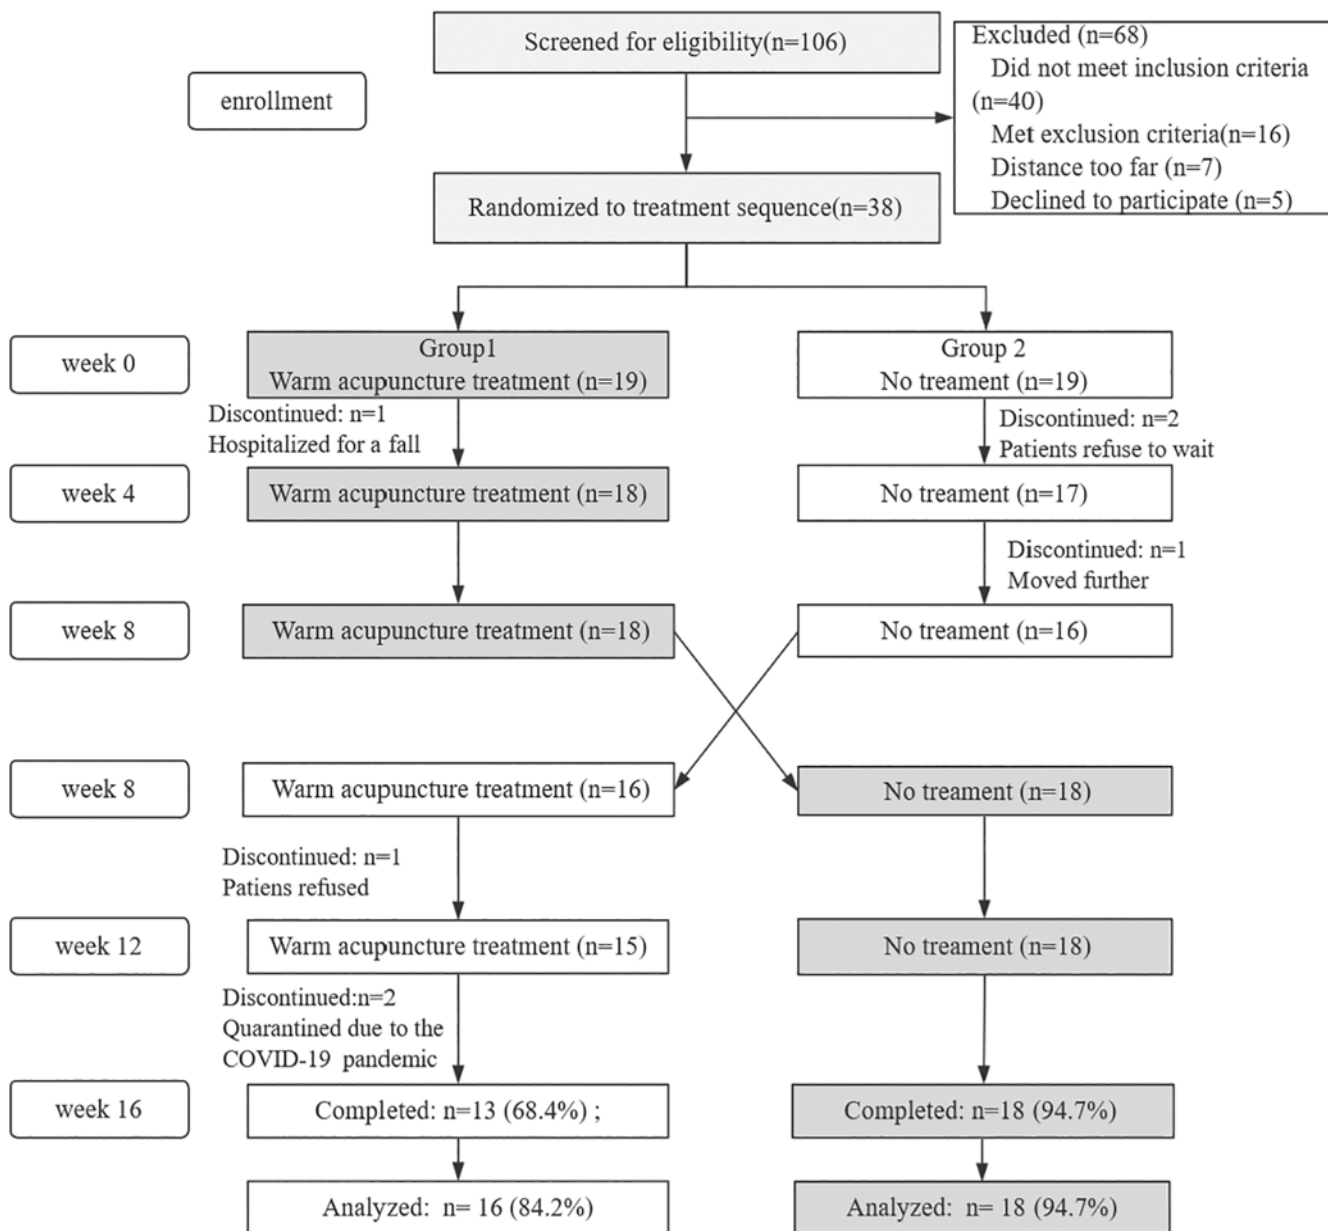 Screened for eligibility(n=106)
Excluded (n=68)
Did not meet inclusion criteria
(n=40)
Met exclusion criteria(n=16)
Distance too far (n=7)
Declined to participate (n=5)
enrollment
Randomized to treatment sequence(n=38)
week 0
Group1
Warm acupuncture treatment (n=19)
Group 2
No treament (n=19)
Discontinued: n=1
Hospitalized for a fall
Discontinued: n=2
Patients refuse to wait
week 4
Warm acupuncture treatment (n=18)
No treament (n=17)
Discontinued: n=1
Moved further
week 8
Warm acupuncture treatment (n=18)
No treament (n=16)
week 8
Warm acupuncture treatment (n=16)
No treament (n=18)
Discontinued: n=1
Patiens refused
week 12
Warm acupuncture treatment (n=15)
No treament (n=18)
Discontinued:n=2
Quarantined due to the
COVID-19 pandemic
week 16
Completed: n=13 (68.4%) ;
Completed: n=18 (94.7%)
Analyzed: n= 16 (84.2%)
Analyzed: n= 18 (94.7%)